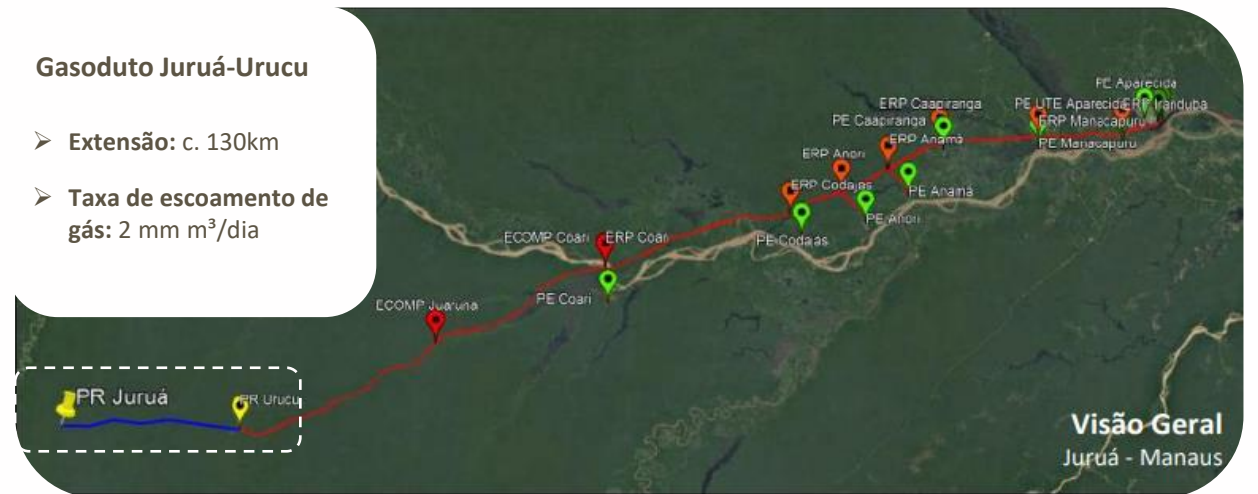 Gasoduto Juruá-Urucu
➢ Extensão: c. 130km
➢ Taxa de escoamento de
gás: 2 mm m³/dia
PE Aparecida
ERP Caapiranga
PE UTE Aparecida
ERP Iranduba
PE Caapiranga
ERP Manacapuru
ERP Anamã
PE Manacapuru
ERP Anori
ERP Codajás
PE Anamã
PE Anori
ECOMP Coari
ERP Coari
PE Codajás
PE Coari
ECOMP Juaruna
PR Juruá
PR Urucu
Visão Geral
Juruá - Manaus